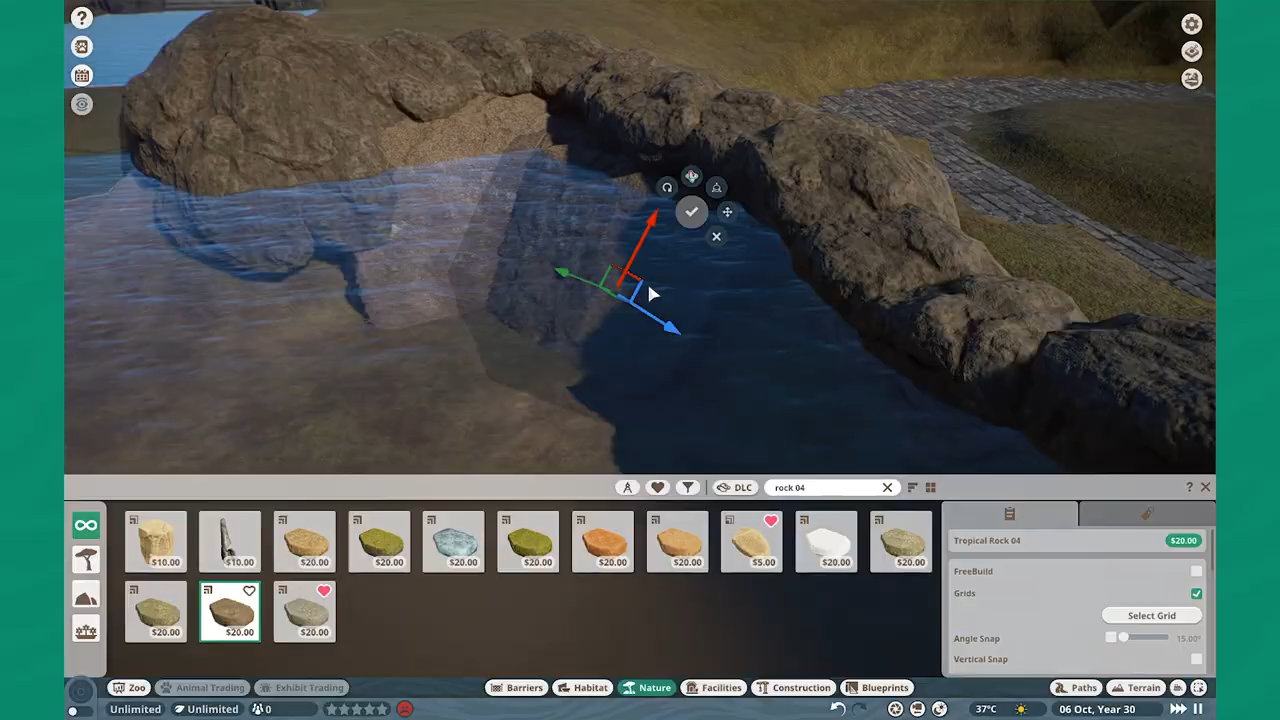 ?
DLC
rock 04
?
$10.00
$10.00
$20.00
$20.00
$20.00
$20.00
$20.00
$20.00
$5.00
$20.00
$20.00
$20.00
$20.00
$20.00
Tropical Rock 04
$20.00
FreeBuild
Grids
Select Grid
Angle Snap
15.00°
Vertical Snap
Zoo
Animal Trading
Exhibit Trading
Barriers
Habitat
Nature
Facilities
Construction
Blueprints
Paths
Terrain
Unlimited
Unlimited
0
37°C
06 Oct, Year 30